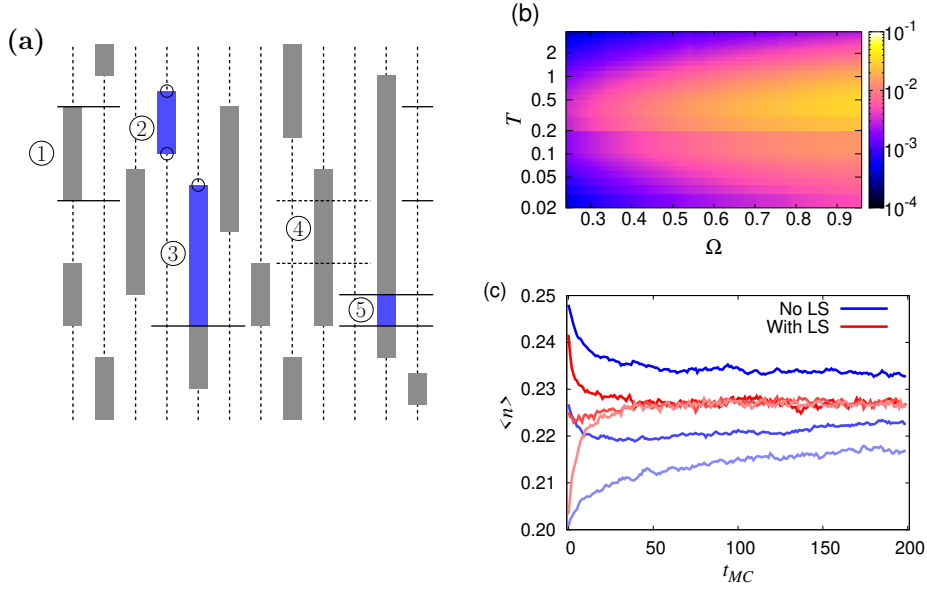 (a)
①
②
③
④
⑤
(b)
T
2
1
0.5
0.2
0.1
0.05
0.02
0.3 0.4 0.5 0.6 0.7 0.8 0.9
Ω
10^-1
10^-2
10^-3
10^-4
(c)
<n>
0.25
0.24
0.23
0.22
0.21
0.20
No LS
With LS
0 50 100 150 200
t_MC